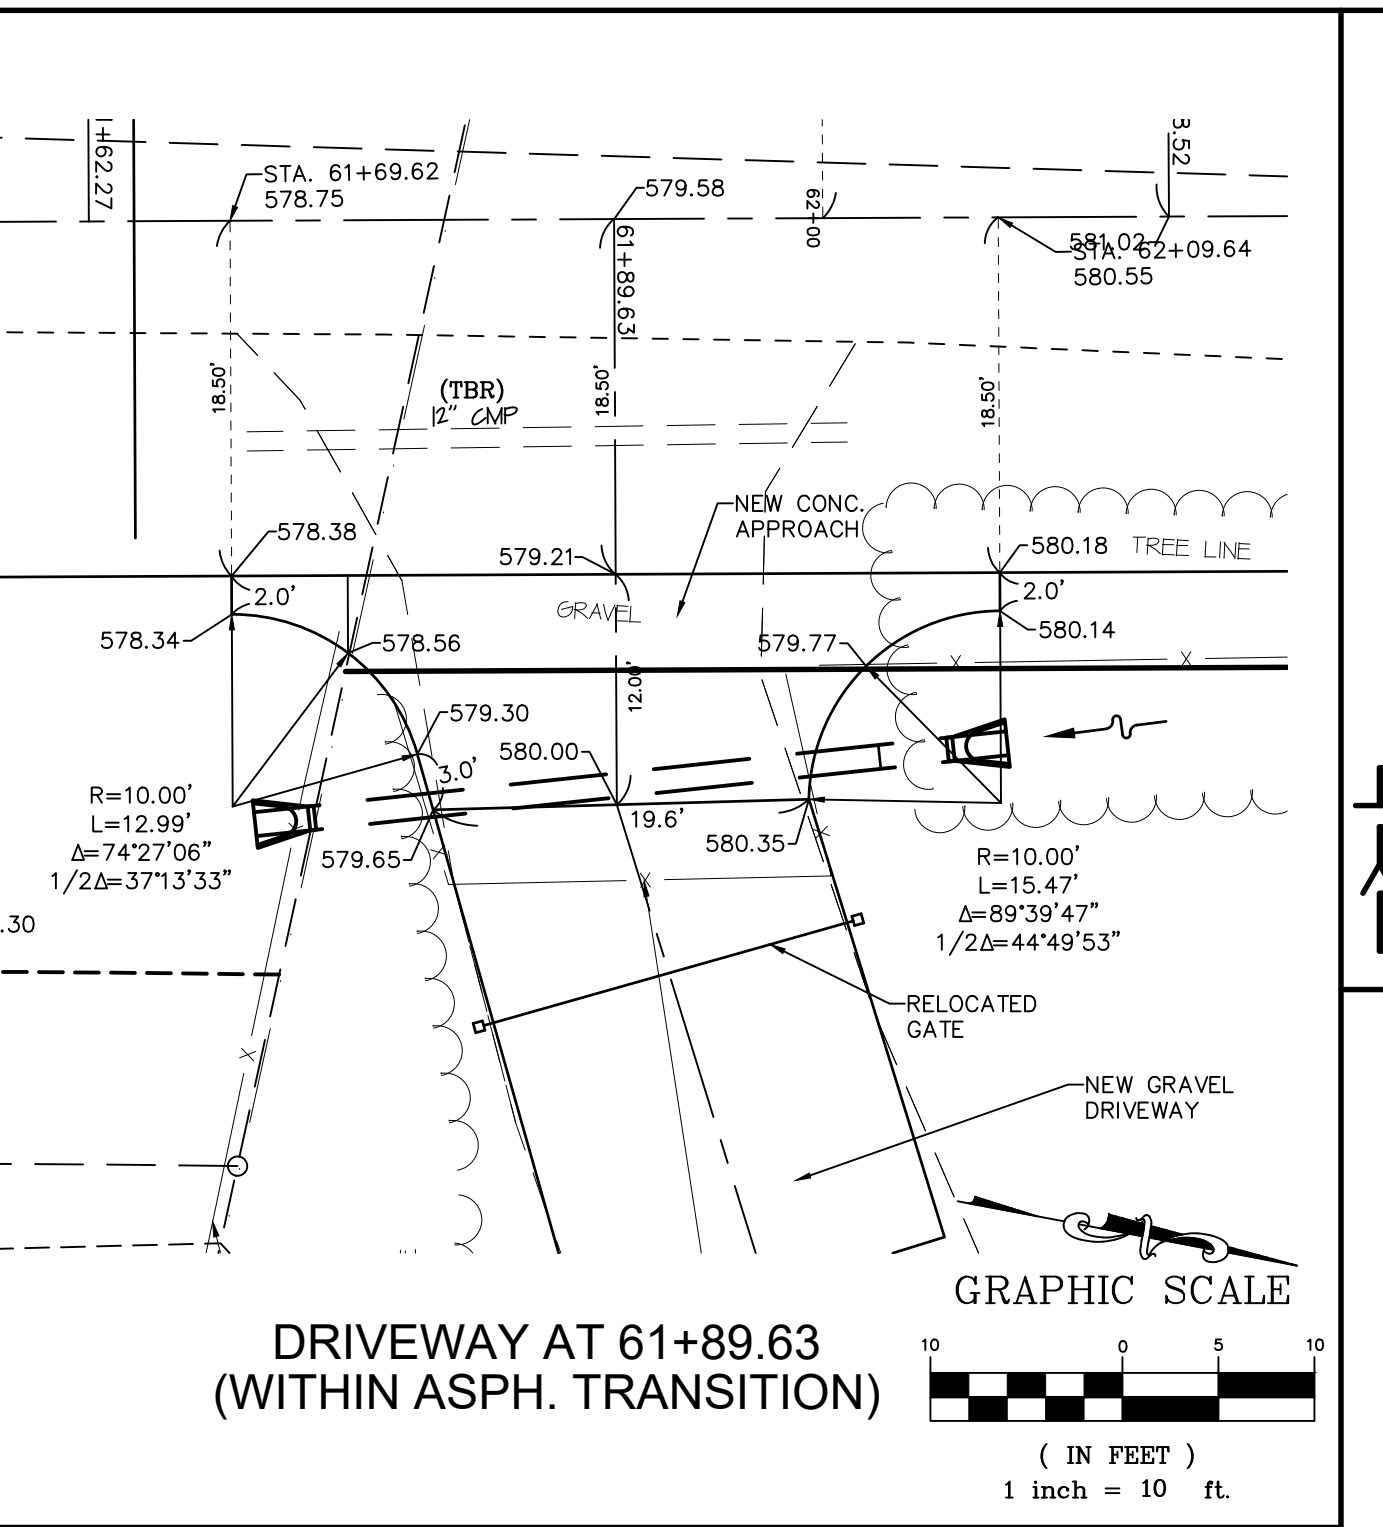 1+62.27
STA. 61+69.62
578.75
579.58
61+89.63
62+00
3.52
581.02
STA. 62+09.64
580.55
18.50'
(TBR)
12" CMP
18.50'
18.50'
NEW CONC.
APPROACH
578.38
579.21
580.18
TREE LINE
2.0'
GRAVEL
2.0'
578.34
578.56
579.77
580.14
X
X
12.00'
579.30
580.00
3.0'
R=10.00'
L=12.99'
Δ=74°27'06"
1/2Δ=37°13'33"
X
19.6'
579.65
X
580.35
X
R=10.00'
L=15.47'
Δ=89°39'47"
1/2Δ=44°49'53"
X
.30
RELOCATED
GATE
X
NEW GRAVEL
DRIVEWAY
GRAPHIC SCALE
DRIVEWAY AT 61+89.63
(WITHIN ASPH. TRANSITION)
10 0 5 10
( IN FEET )
1 inch = 10 ft.